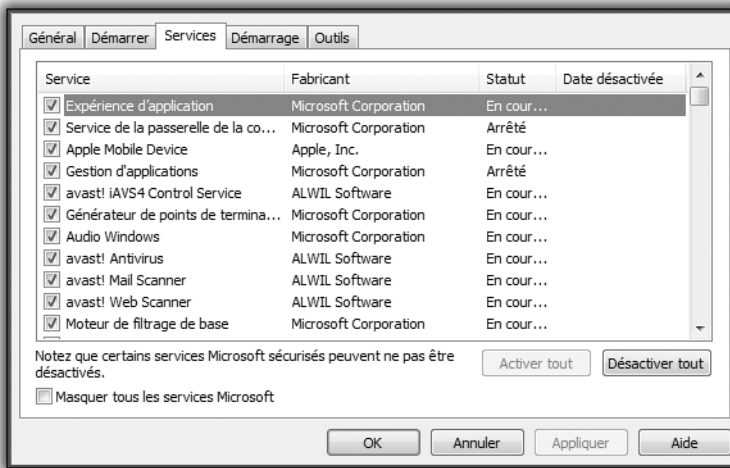 Général Démarrer Services Démarrage Outils
Service Fabricant Statut Date désactivée
Expérience d'application Microsoft Corporation En cour...
Service de la passerelle de la co... Microsoft Corporation Arrêté
Apple Mobile Device Apple, Inc. En cour...
Gestion d'applications Microsoft Corporation Arrêté
avast! iAVS4 Control Service ALWIL Software En cour...
Générateur de points de termina... Microsoft Corporation En cour...
Audio Windows Microsoft Corporation En cour...
avast! Antivirus ALWIL Software En cour...
avast! Mail Scanner ALWIL Software En cour...
avast! Web Scanner ALWIL Software En cour...
Moteur de filtrage de base Microsoft Corporation En cour...
Notez que certains services Microsoft sécurisés peuvent ne pas être
désactivés.
Activer tout Désactiver tout
Masquer tous les services Microsoft
OK Annuler Appliquer Aide